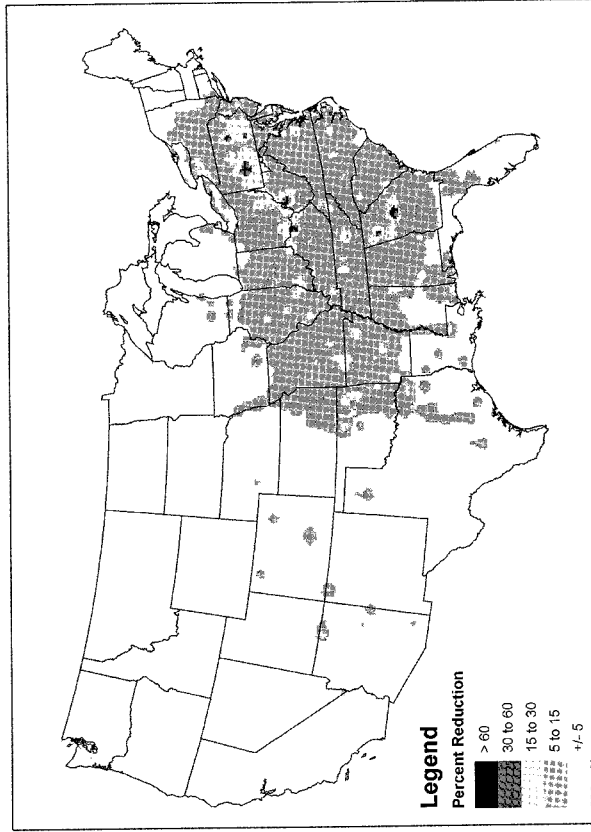 Legend
Percent Reduction
> 60
30 to 60
15 to 30
5 to 15
+/- 5